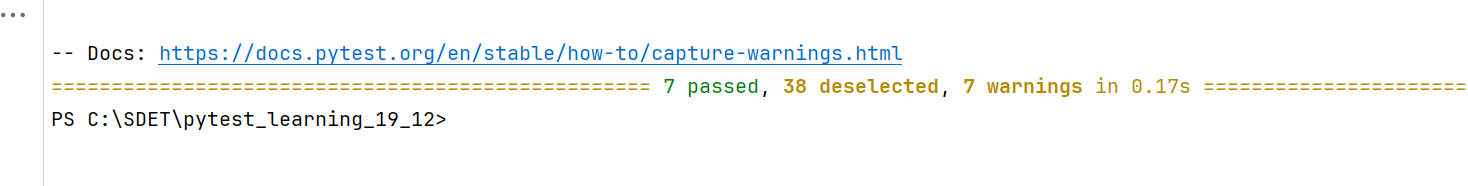 -- Docs: https://docs.pytest.org/en/stable/how-to/capture-warnings.html
================================================== 7 passed, 38 deselected, 7 warnings in 0.17s ======================
PS C:\SDET\pytest_learning_19_12>